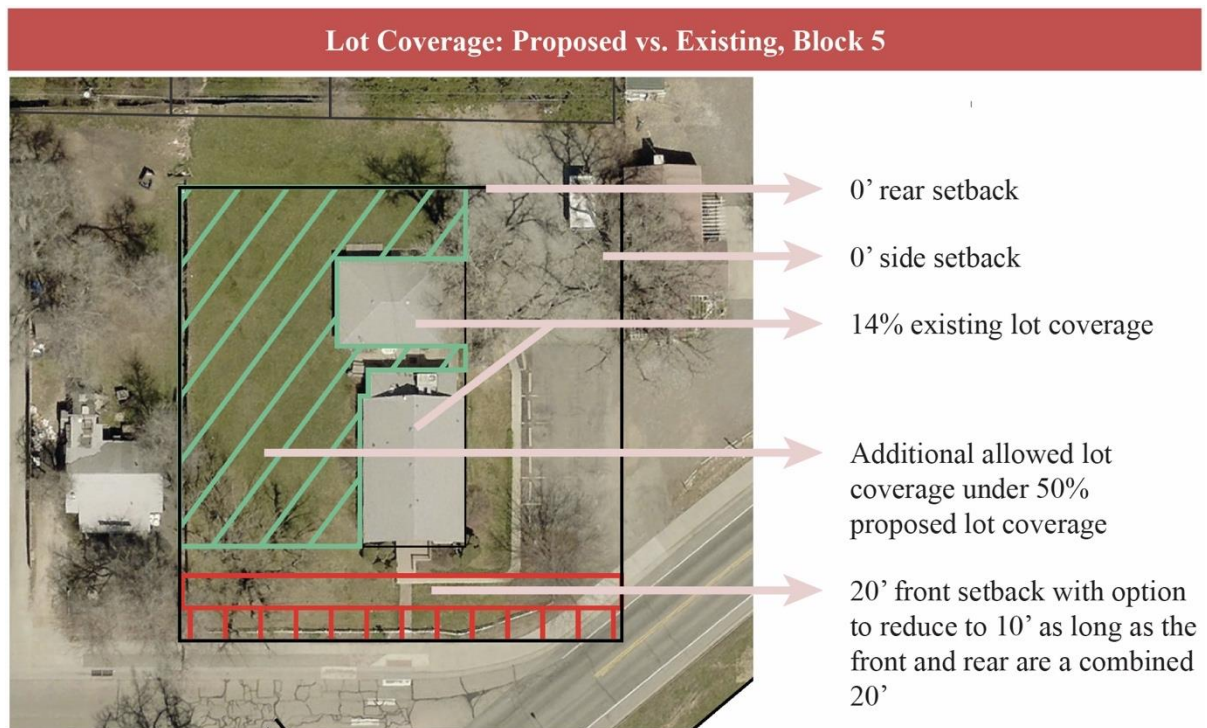 Lot Coverage: Proposed vs. Existing, Block 5
0’ rear setback
0’ side setback
14% existing lot coverage
Additional allowed lot
coverage under 50%
proposed lot coverage
20’ front setback with option
to reduce to 10’ as long as the
front and rear are a combined
20’